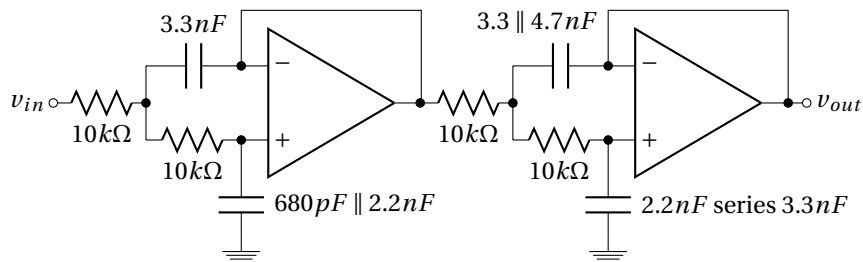 3.3nF
3.3 ∥ 4.7nF
−
−
v_in
10kΩ
10kΩ
v_out
10kΩ
+
10kΩ
+
680pF ∥ 2.2nF
2.2nF series 3.3nF